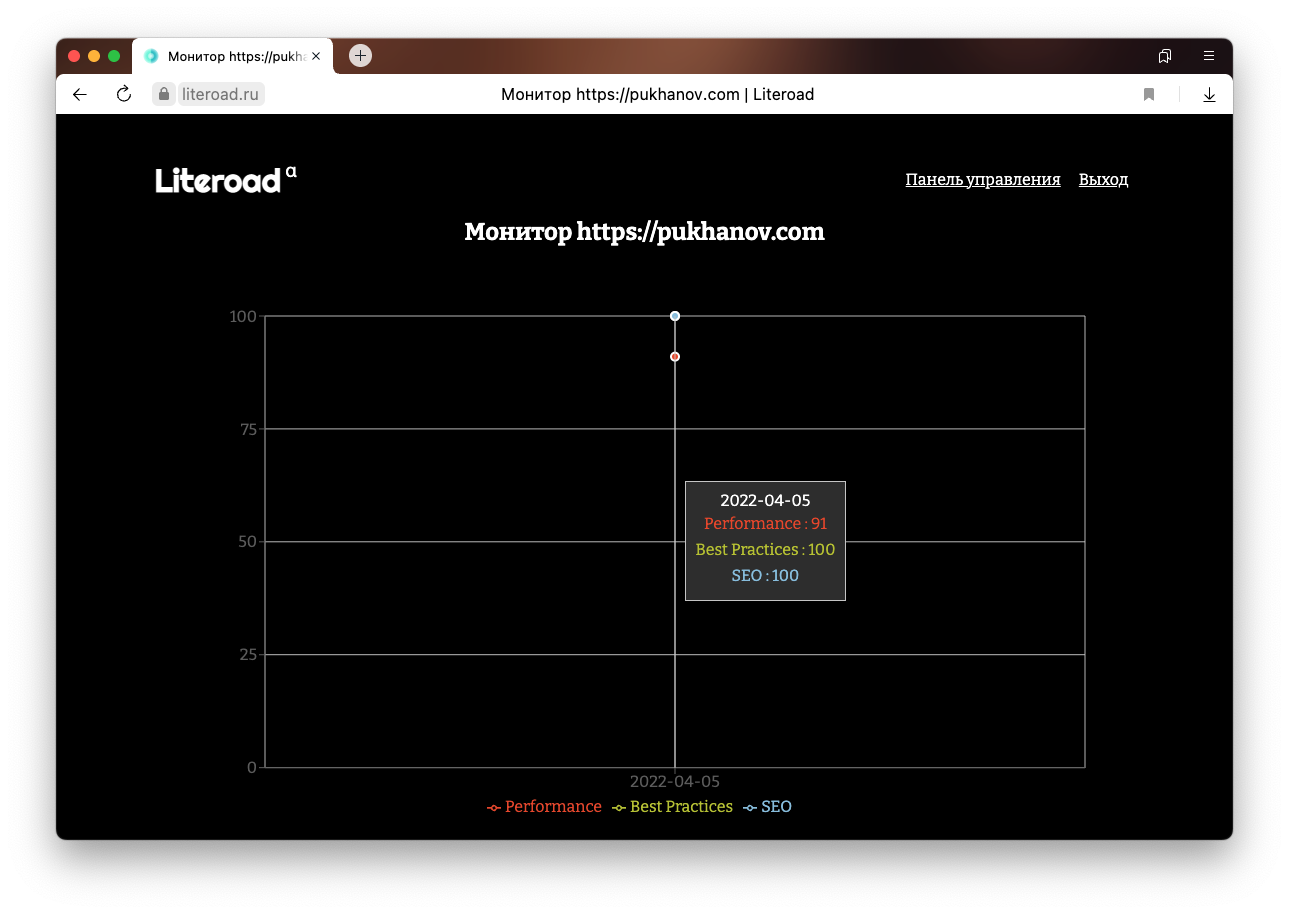 Монитор https://pukha
literoad.ru
Монитор https://pukhanov.com | Literoad
Literoad α
Панель управления Выход
Монитор https://pukhanov.com
100
75
50
25
0
2022-04-05
Performance : 91
Best Practices : 100
SEO : 100
2022-04-05
Performance Best Practices SEO